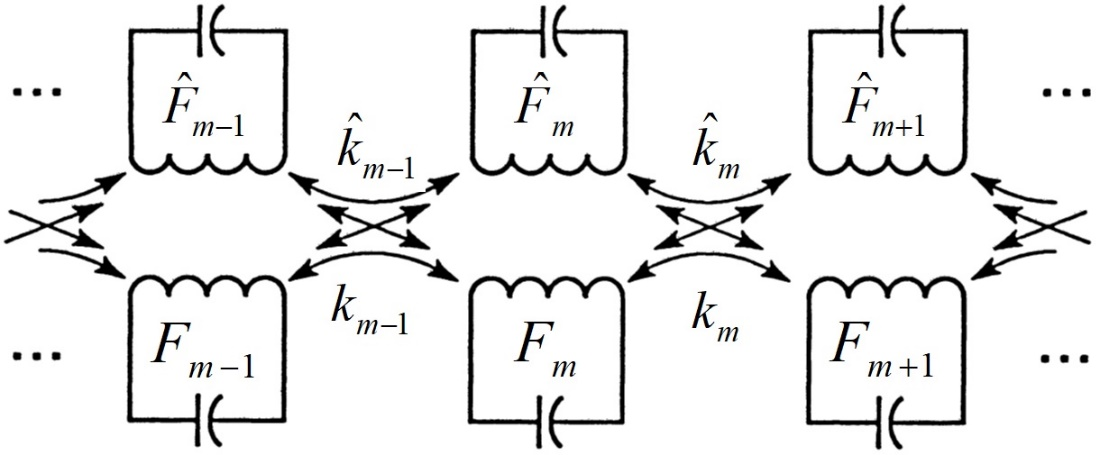 ... F̂ₘ₋₁ F̂ₘ F̂ₘ₊₁ ...
k̂ₘ₋₁ k̂ₘ
kₘ₋₁ kₘ
... Fₘ₋₁ Fₘ Fₘ₊₁ ...